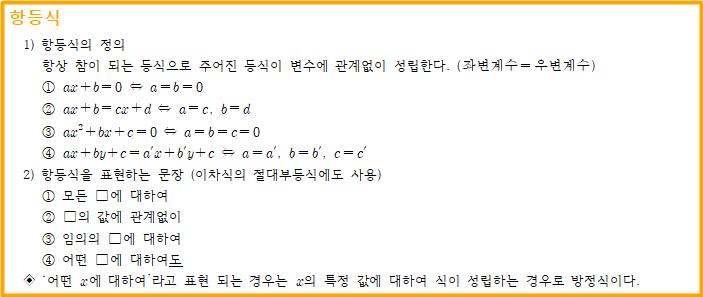 항등식
1) 항등식의 정의
항상 참이 되는 등식으로 주어진 등식이 변수에 관계없이 성립한다. (좌변계수=우변계수)
① ax+b=0 ⇔ a=b=0
② ax+b=cx+d ⇔ a=c, b=d
③ ax²+bx+c=0 ⇔ a=b=c=0
④ ax+by+c=a′x+b′y+c ⇔ a=a′, b=b′, c=c′
2) 항등식을 표현하는 문장 (이차식의 절대부등식에도 사용)
① 모든 □에 대하여
② □의 값에 관계없이
③ 임의의 □에 대하여
④ 어떤 □에 대하여도
◈ '어떤 x에 대하여'라고 표현 되는 경우는 x의 특정 값에 대하여 식이 성립하는 경우로 방정식이다.